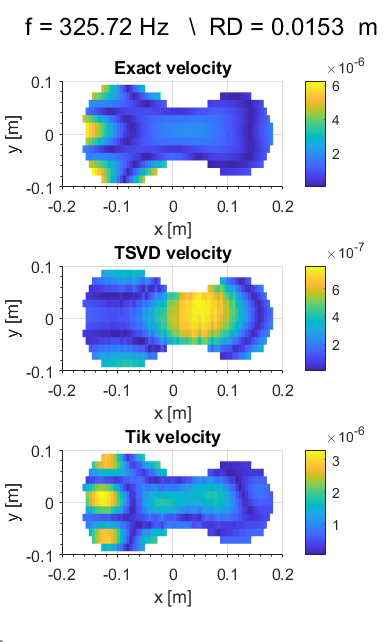 f = 325.72 Hz \ RD = 0.0153 m
Exact velocity
×10⁻⁶
0.1
0
-0.1
y [m]
6
4
2
-0.2 -0.1 0 0.1 0.2
x [m]
TSVD velocity
×10⁻⁷
0.1
0
-0.1
y [m]
6
4
2
-0.2 -0.1 0 0.1 0.2
x [m]
Tik velocity
×10⁻⁶
0.1
0
-0.1
y [m]
3
2
1
-0.2 -0.1 0 0.1 0.2
x [m]